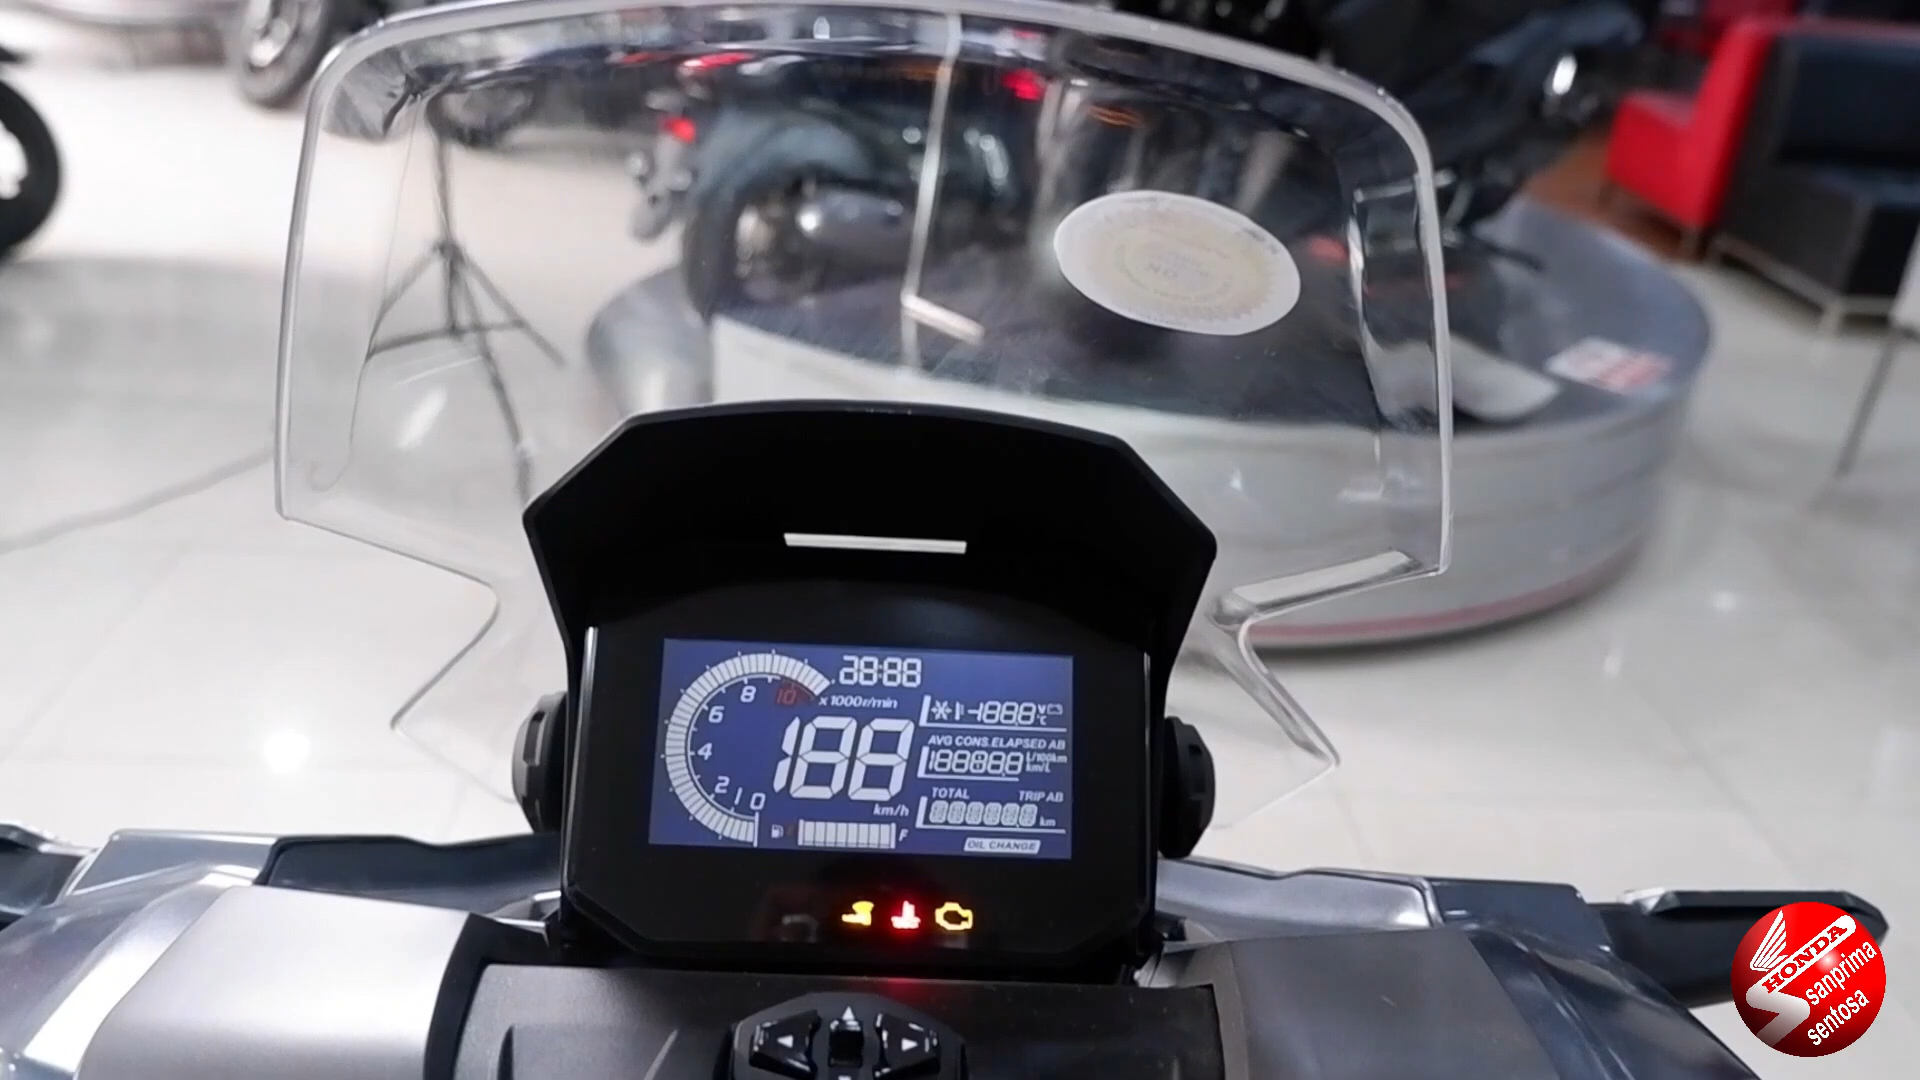 28:88
8
10
x1000r/min
6
-188.8 V
°C
4
188
AVG CONS.ELAPSED AB
188888 L/100km
km/L
2
1
0
km/h
TOTAL
TRIP AB
888888 km
F
OIL CHANGE
HONDA
sanprima
sentosa